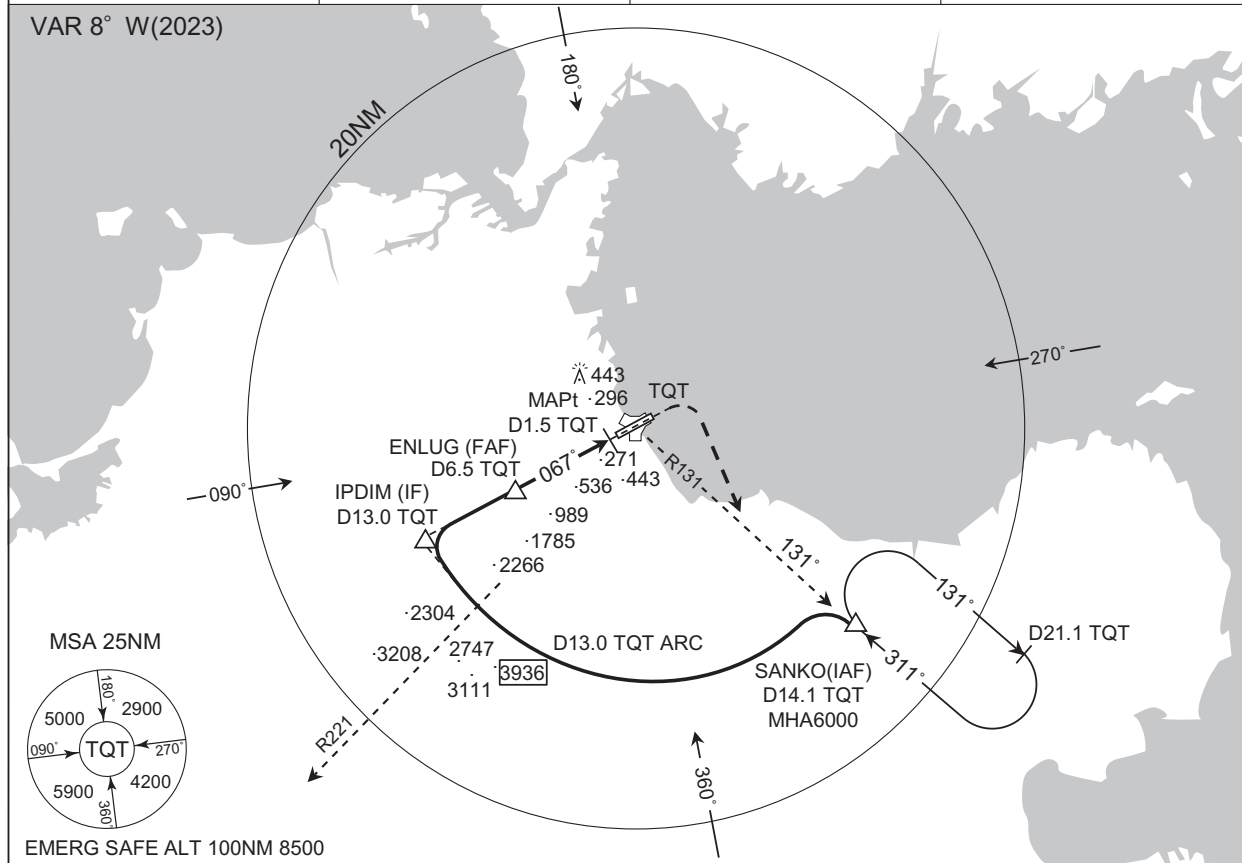 VAR 8° W(2023)
180°
20NM
270°
443
296
TQT
MAPt
D1.5 TQT
ENLUG (FAF)
D6.5 TQT
067°
271
443
536
R131
090°
IPDIM (IF)
D13.0 TQT
989
1785
131°
2266
131°
2304
D13.0 TQT ARC
D21.1 TQT
311°
SANKO(IAF)
D14.1 TQT
MHA6000
3208
2747
3936
3111
R221
360°
MSA 25NM
180°
5000
2900
090°
TQT
270°
5900
4200
360°
EMERG SAFE ALT 100NM 8500